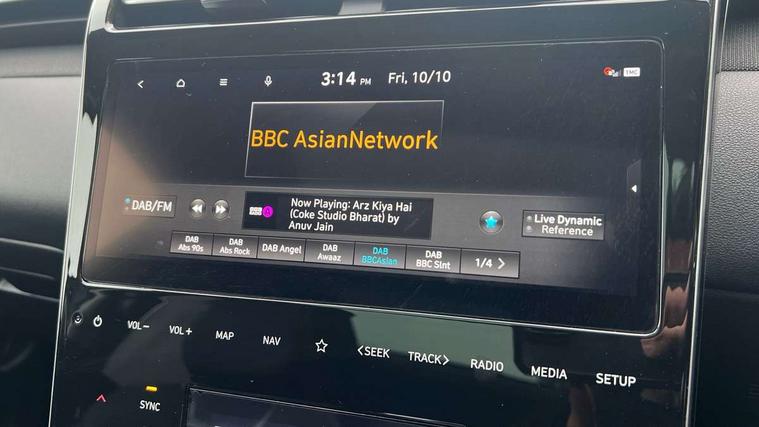 3:14 PM Fri, 10/10
TMC
BBC AsianNetwork
DAB/FM
Now Playing: Arz Kiya Hai
(Coke Studio Bharat) by
Anuv Jain
Live Dynamic
Reference
DAB
Abs 90s
DAB
Abs Rock
DAB Angel
DAB
Awaaz
DAB
BBCAsian
DAB
BBC SInt
1/4
VOL−
VOL+
MAP
NAV
SEEK
TRACK
RADIO
MEDIA
SETUP
SYNC